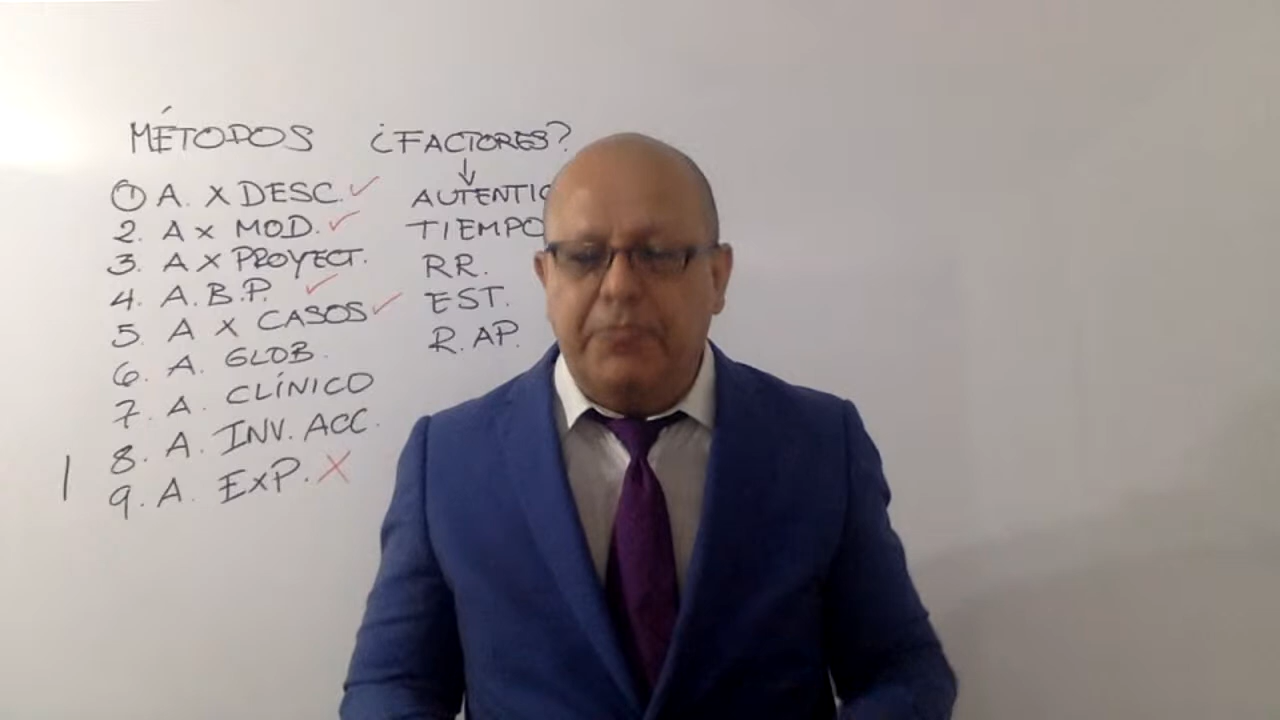 MÉTODOS
① A. X DESC. ✓
2. A x MOD. ✓
3. A X PROYECT.
4. A.B.P. ✓
5. A X CASOS ✓
6. A. GLOB.
7. A. CLÍNICO
8. A. INV. ACC.
9. A. EXP. X
¿FACTORES?
↓
AUTENTIC
TIEMPO
RR.
EST.
R. AP.